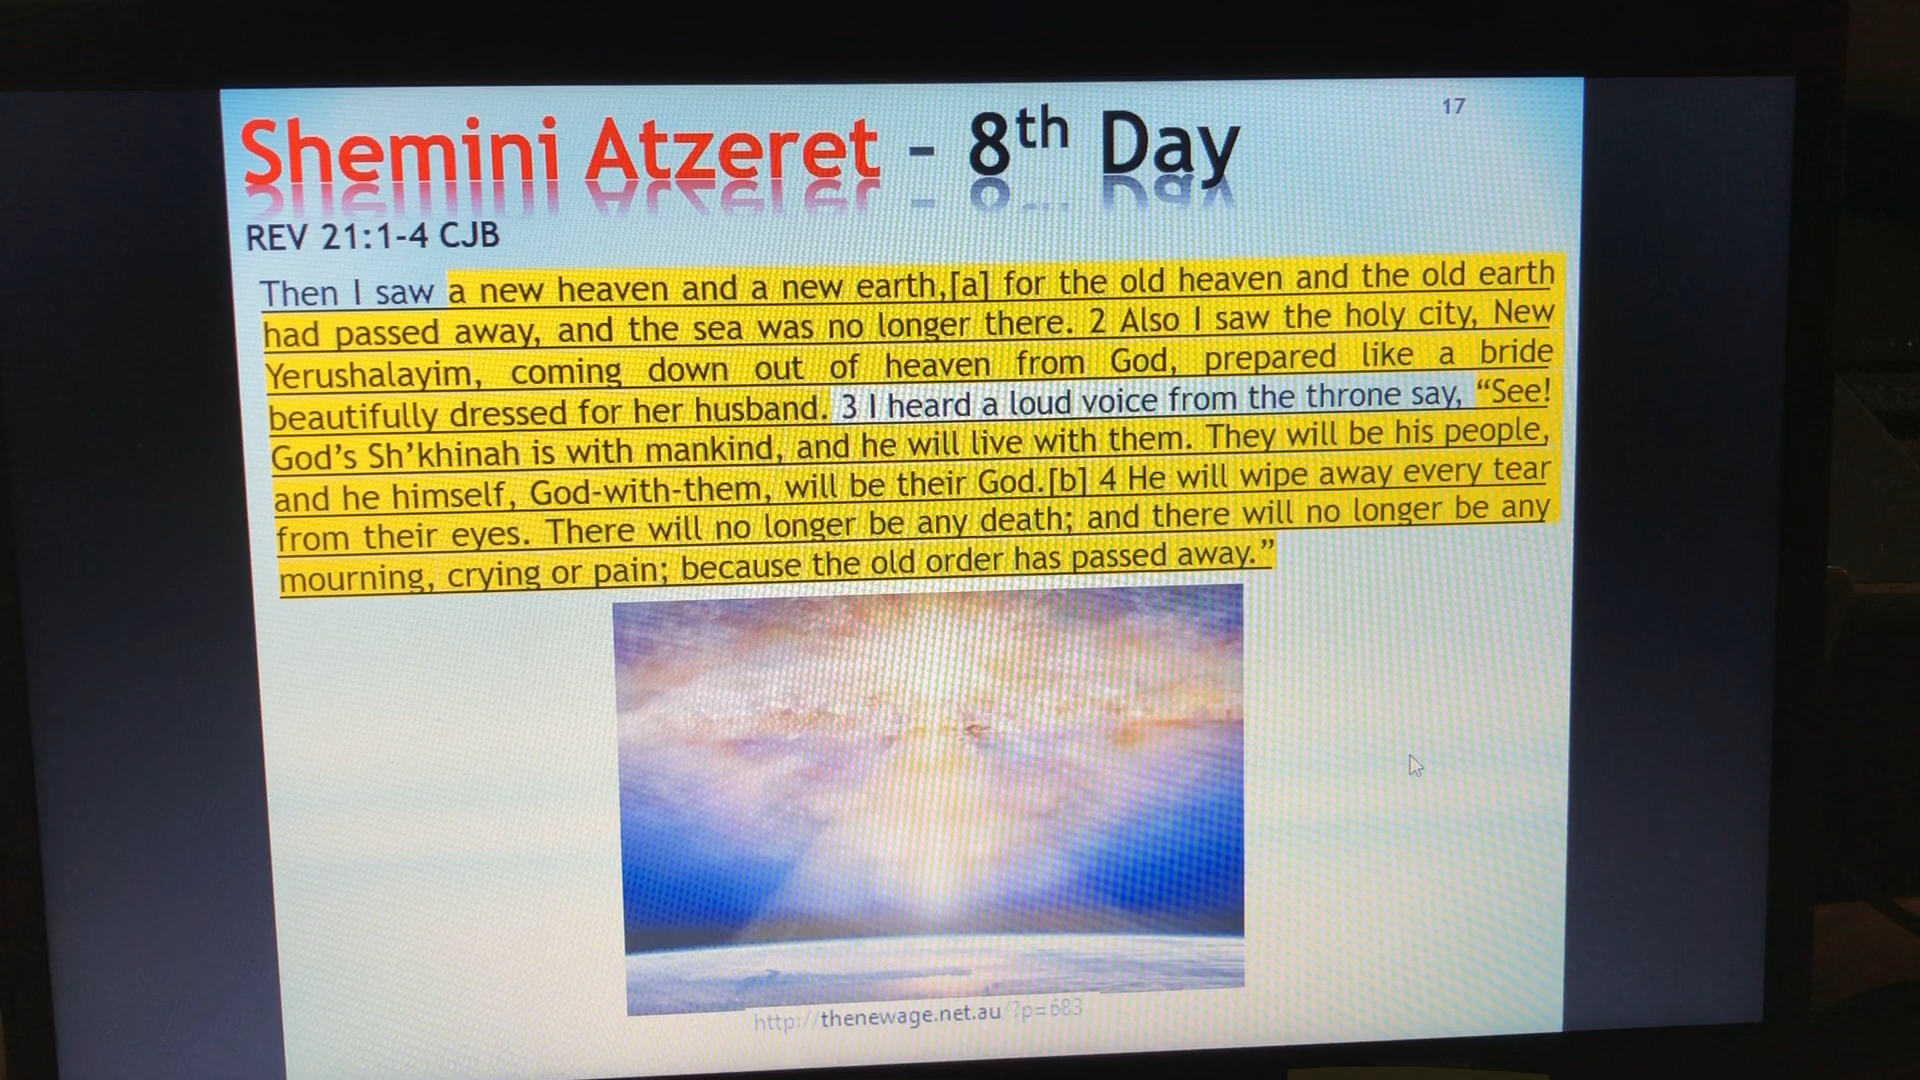 17
Shemini Atzeret - 8th Day
REV 21:1-4 CJB
Then I saw a new heaven and a new earth,[a] for the old heaven and the old earth
had passed away, and the sea was no longer there. 2 Also I saw the holy city, New
Yerushalayim, coming down out of heaven from God, prepared like a bride
beautifully dressed for her husband. 3 I heard a loud voice from the throne say, “See!
God’s Sh’khinah is with mankind, and he will live with them. They will be his people,
and he himself, God-with-them, will be their God.[b] 4 He will wipe away every tear
from their eyes. There will no longer be any death; and there will no longer be any
mourning, crying or pain; because the old order has passed away.”
http://thenewage.net.au/?p=683